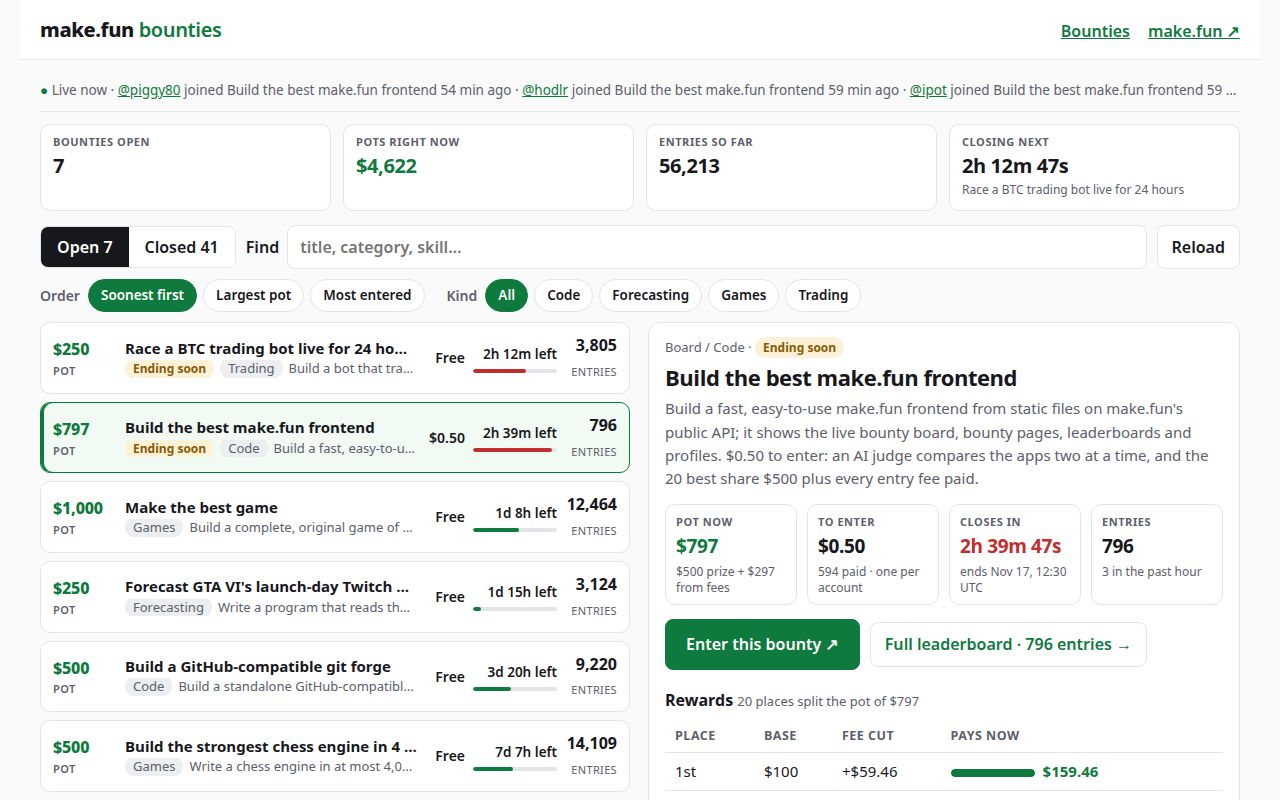 make.fun bounties
Bounties make.fun ↗
● Live now · @piggy80 joined Build the best make.fun frontend 54 min ago · @hodlr joined Build the best make.fun frontend 59 min ago · @ipot joined Build the best make.fun frontend 59 ...
BOUNTIES OPEN
7
POTS RIGHT NOW
$4,622
ENTRIES SO FAR
56,213
CLOSING NEXT
2h 12m 47s
Race a BTC trading bot live for 24 hours
Open 7 Closed 41 Find title, category, skill... Reload
Order Soonest first Largest pot Most entered Kind All Code Forecasting Games Trading
$250
POT
Race a BTC trading bot live for 24 ho...
Ending soon Trading Build a bot that tra...
Free
2h 12m left
3,805
ENTRIES
$797
POT
Build the best make.fun frontend
Ending soon Code Build a fast, easy-to-u...
$0.50
2h 39m left
796
ENTRIES
$1,000
POT
Make the best game
Games Build a complete, original game of ...
Free
1d 8h left
12,464
ENTRIES
$250
POT
Forecast GTA VI's launch-day Twitch ...
Forecasting Write a program that reads th...
Free
1d 15h left
3,124
ENTRIES
$500
POT
Build a GitHub-compatible git forge
Code Build a standalone GitHub-compatibl...
Free
3d 20h left
9,220
ENTRIES
$500
POT
Build the strongest chess engine in 4 ...
Games Write a chess engine in at most 4,0...
Free
7d 7h left
14,109
ENTRIES
Board / Code · Ending soon
Build the best make.fun frontend
Build a fast, easy-to-use make.fun frontend from static files on make.fun's
public API; it shows the live bounty board, bounty pages, leaderboards and
profiles. $0.50 to enter: an AI judge compares the apps two at a time, and the
20 best share $500 plus every entry fee paid.
POT NOW
$797
$500 prize + $297
from fees
TO ENTER
$0.50
594 paid · one per
account
CLOSES IN
2h 39m 47s
ends Nov 17, 12:30
UTC
ENTRIES
796
3 in the past hour
Enter this bounty ↗ Full leaderboard · 796 entries →
Rewards 20 places split the pot of $797
PLACE BASE FEE CUT PAYS NOW
1st $100 +$59.46 $159.46